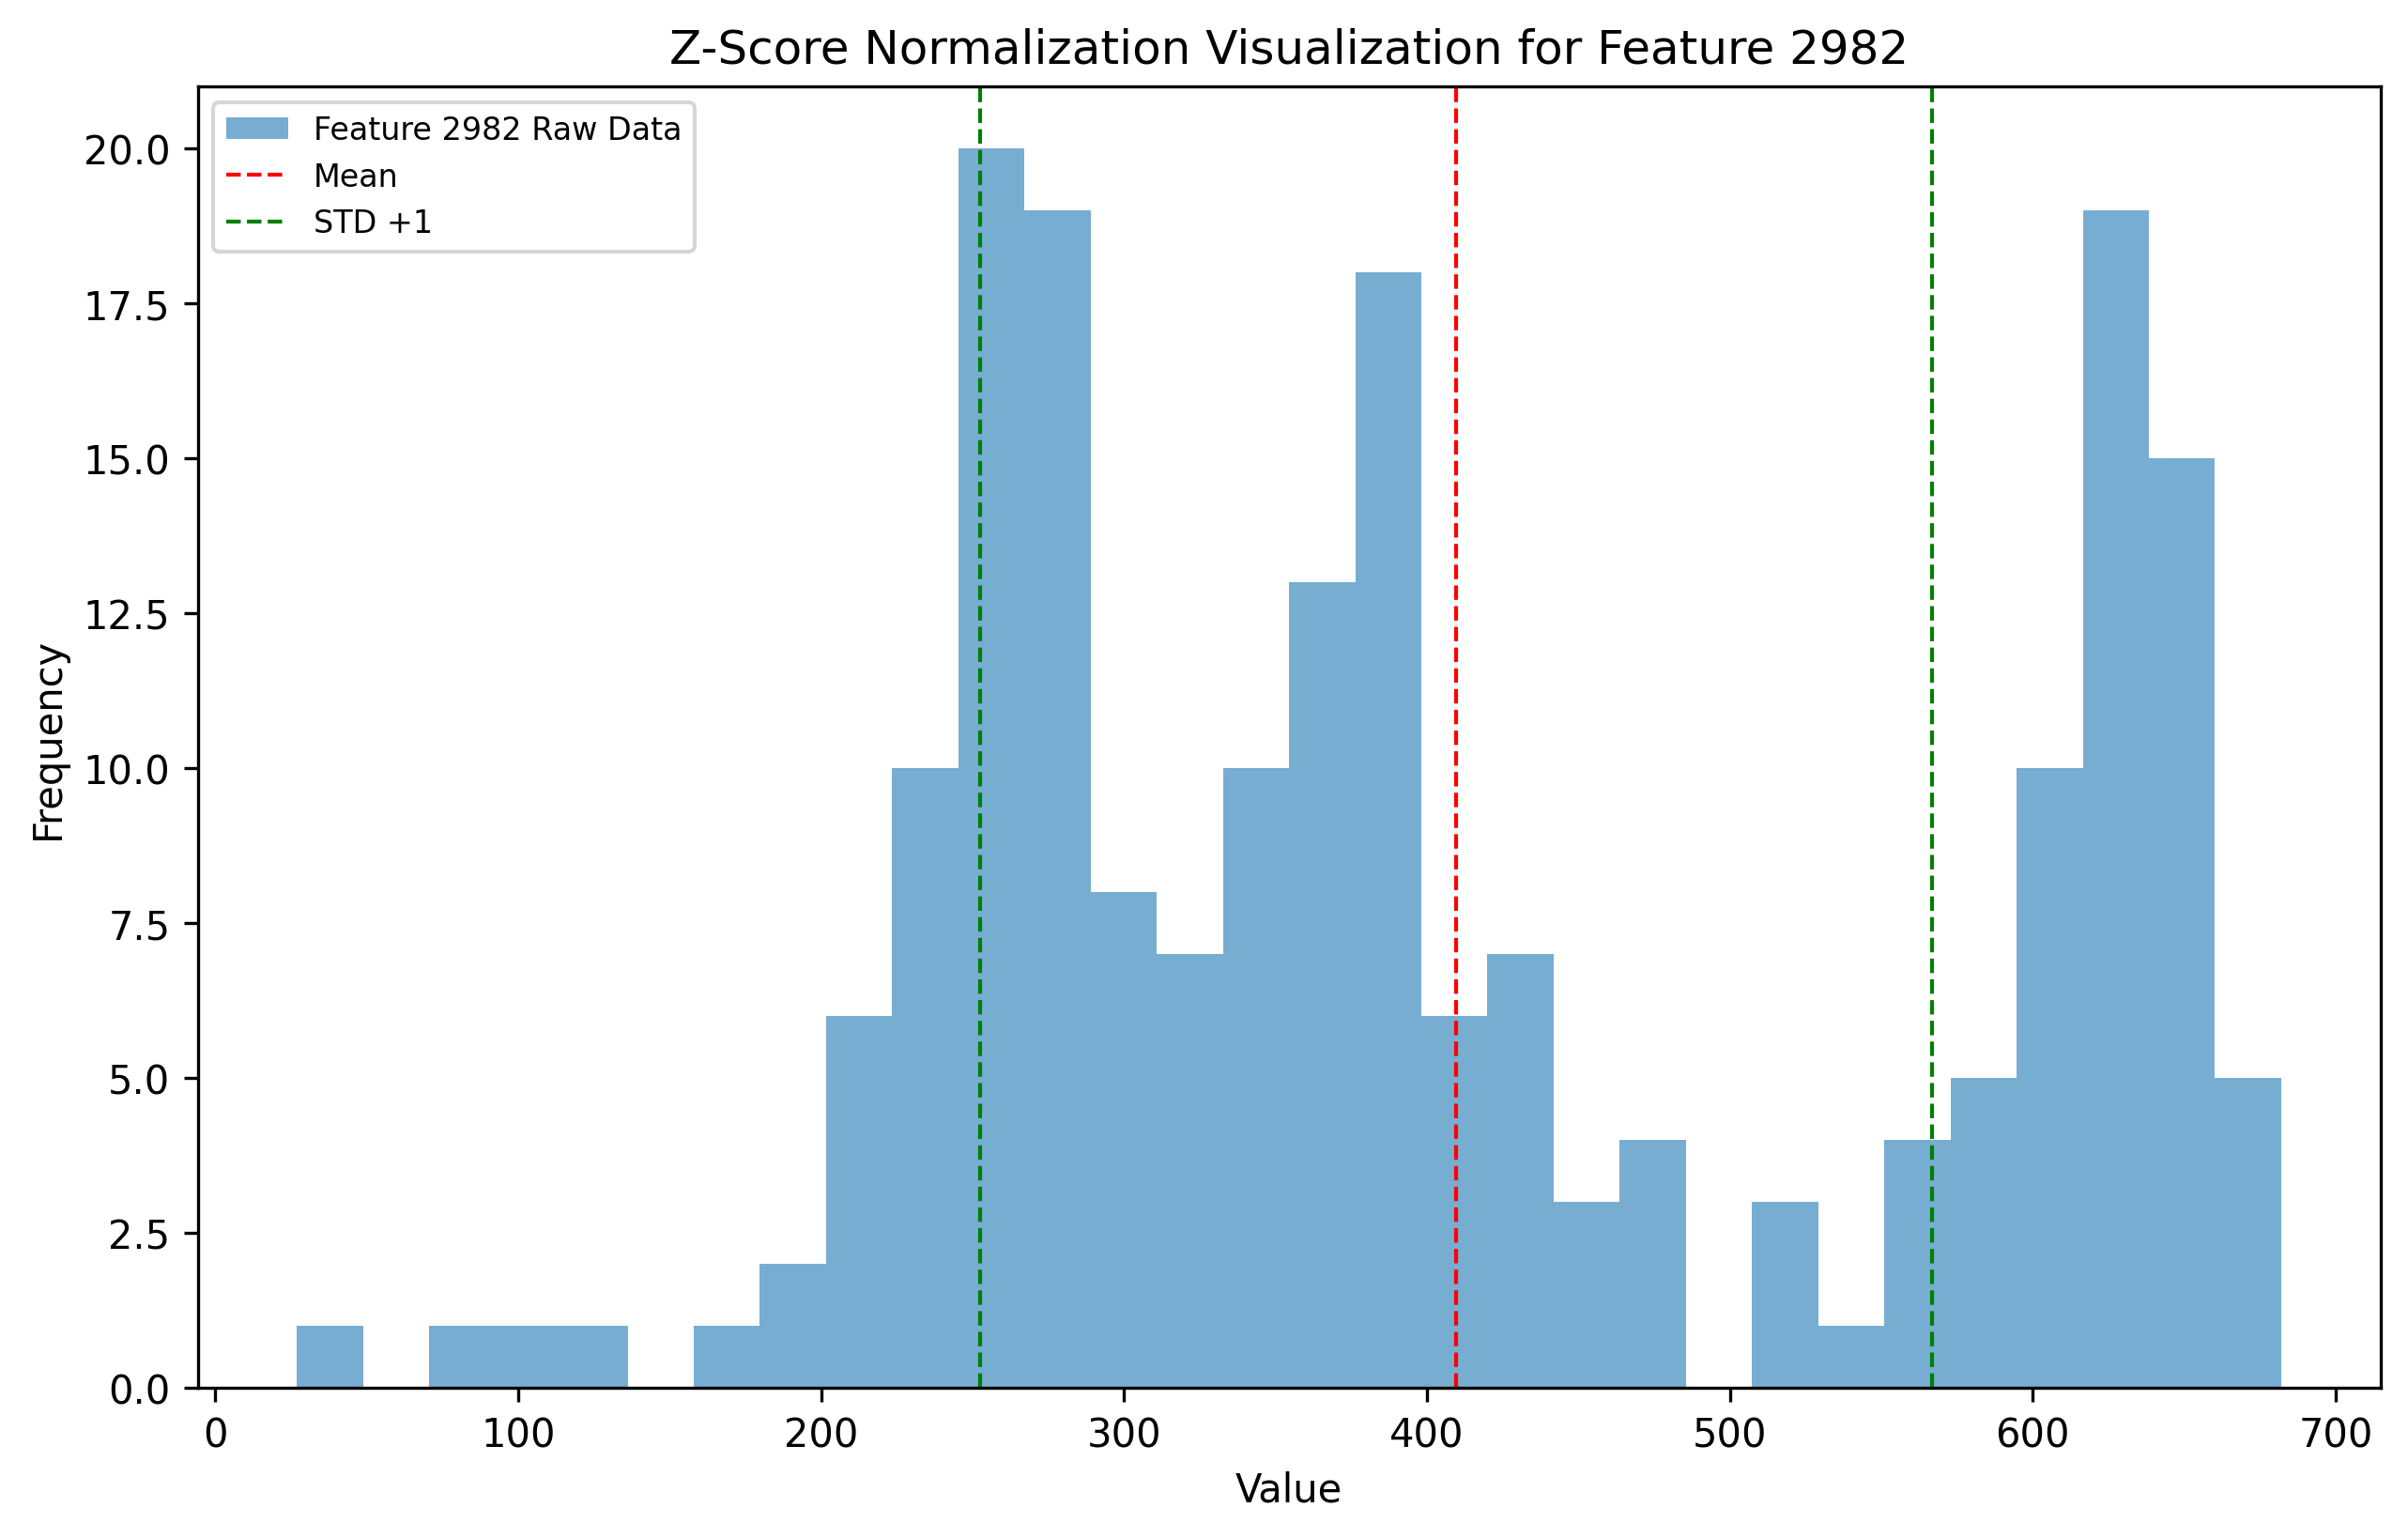 Z-Score Normalization Visualization for Feature 2982
Feature 2982 Raw Data
Mean
STD +1
Frequency
20.0
17.5
15.0
12.5
10.0
7.5
5.0
2.5
0.0
0 100 200 300 400 500 600 700
Value